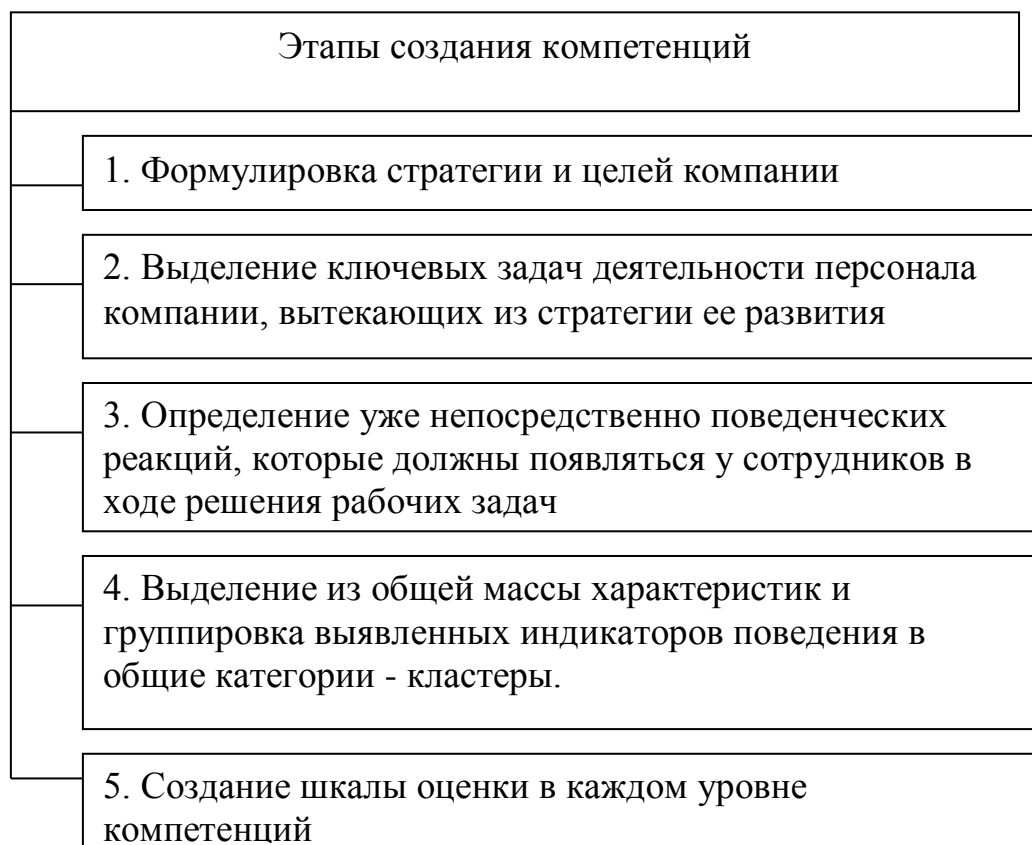 Этапы создания компетенций
1. Формулировка стратегии и целей компании
2. Выделение ключевых задач деятельности персонала
компании, вытекающих из стратегии ее развития
3. Определение уже непосредственно поведенческих
реакций, которые должны появляться у сотрудников в
ходе решения рабочих задач
4. Выделение из общей массы характеристик и
группировка выявленных индикаторов поведения в
общие категории - кластеры.
5. Создание шкалы оценки в каждом уровне
компетенций